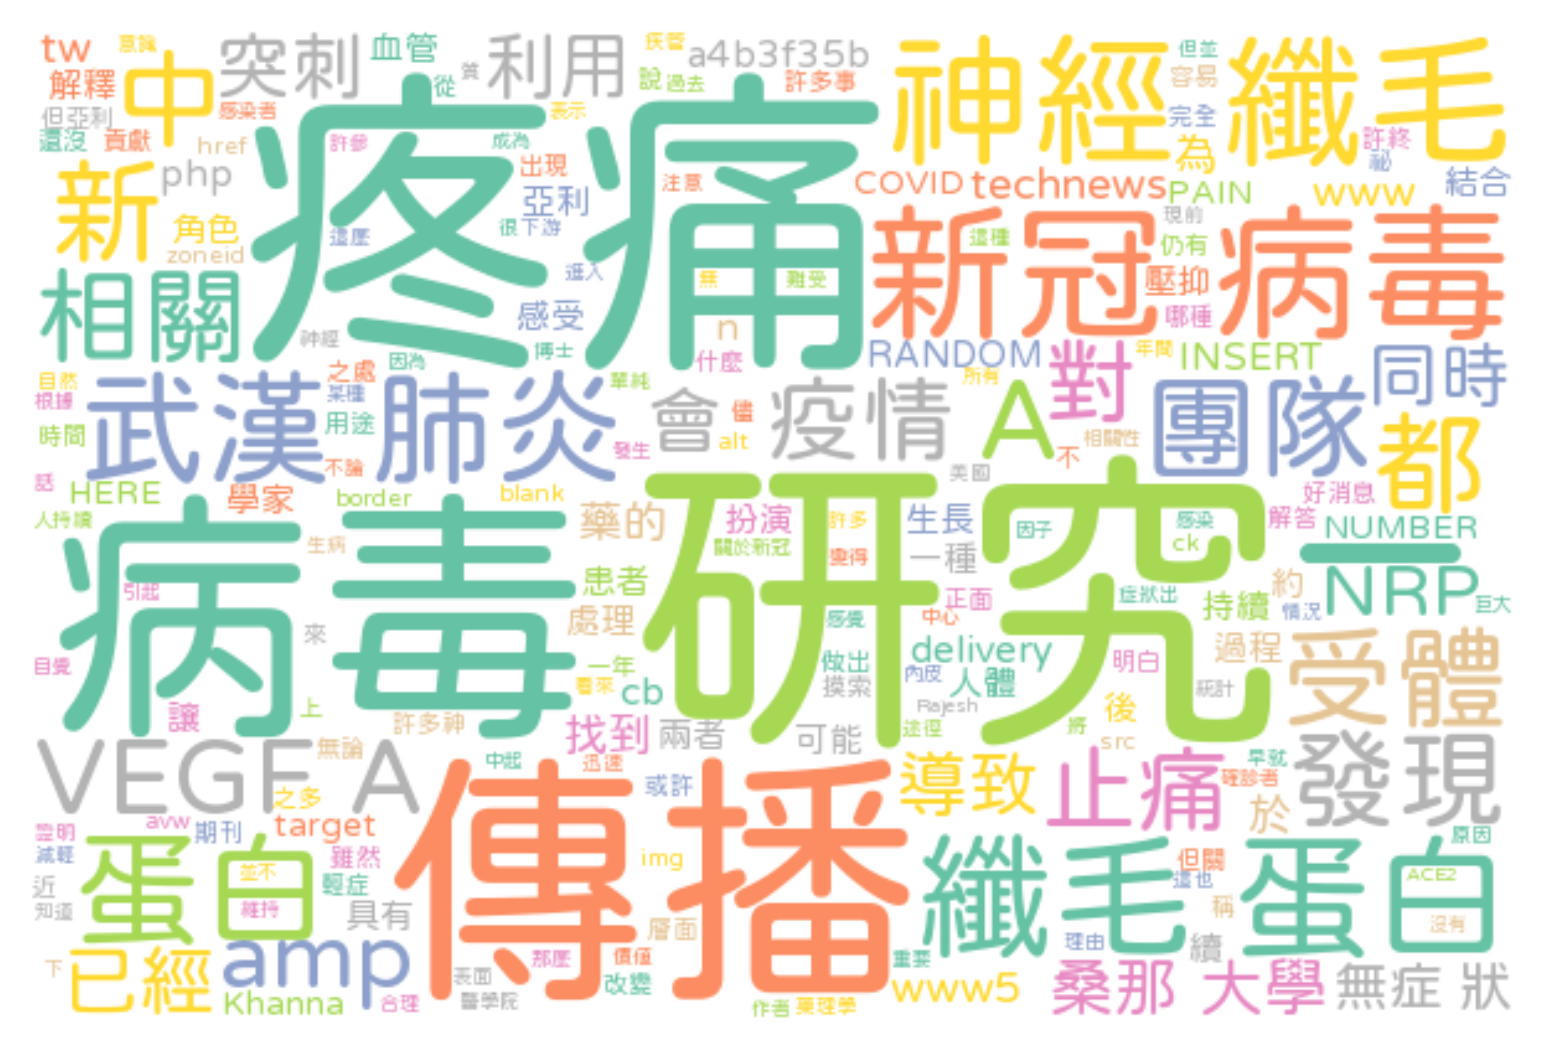 tw
意識
中
突刺
血管
從
質
利用
疾管
a4b3f35b
說
過去
許多事
神經
但並
容易
完全
纖毛
解釋
但亞利
還沒
貢獻
感染者
href
疼痛
表示
許參
成為
出現
注意
COVID
technews
為
PAIN
www
許終
祕
結合
新
php
角色
zoneid
這麼
亞利
很
下游
進入
無
難受
新冠
病毒
這種
現前
仍有
壓抑
哪種
相關
神經
感受
因為
博士
n
什麼
RANDOM
對
年間
INSERT
同時
自然
根據
時間
武漢
肺炎
之處
某種
用途
不論
單純
發生
會
儘
alt
疫情
所有
A
相關性
不
團隊
都
話
HERE
學家
border
blank
美國
好消息
人持續
病毒
生病
引起
藥的
研究
扮演
許多
關於新冠
變得
生長
一種
因子
感染
ck
解答
NUMBER
一
NRP
患者
處理
正面
症狀出
持續
約
情況
巨大
來
感覺
中心
自覺
一年
看來
cb
做出
摸索
delivery
內皮
人體
明白
過程
統計
受體
讓
上
許多神
找到
兩者
可能
Rajesh
途徑
將
後
src
VEGF
A
無論
中起
迅速
之多
傳播
或許
導致
止痛
早就
確診者
於
發現
聲明
avw
期刊
target
減輕
蛋白
並不
維持
雖然
輕症
img
纖毛
但關
這也
蛋白
原因
ACE2
近
知道
具有
層面
稱
沒有
下
已經
amp
表面
那麼
價值
重要
理由
續
Khanna
合理
醫學院
改變
作者
藥理學
www5
桑那
大學
無症
狀